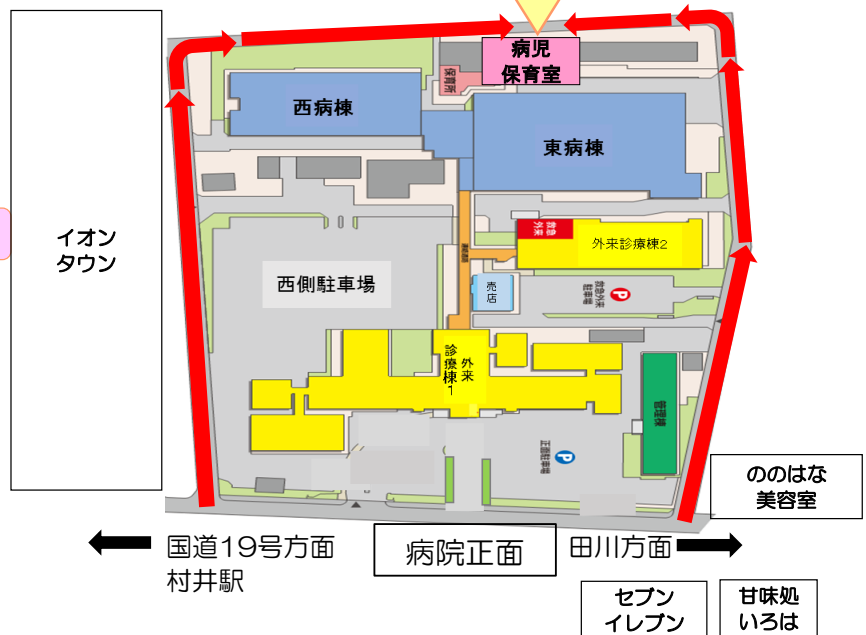 病児
保育室
保育所
西病棟
東病棟
イオン
タウン
救急
外来
外来診療棟2
西側駐車場
連絡通路
売店
救急外来
駐車場
P
外来
診療棟1
管理棟
正面駐車場
P
ののはな
美容室
国道19号方面
村井駅
病院正面
田川方面
セブン
イレブン
甘味処
いろは